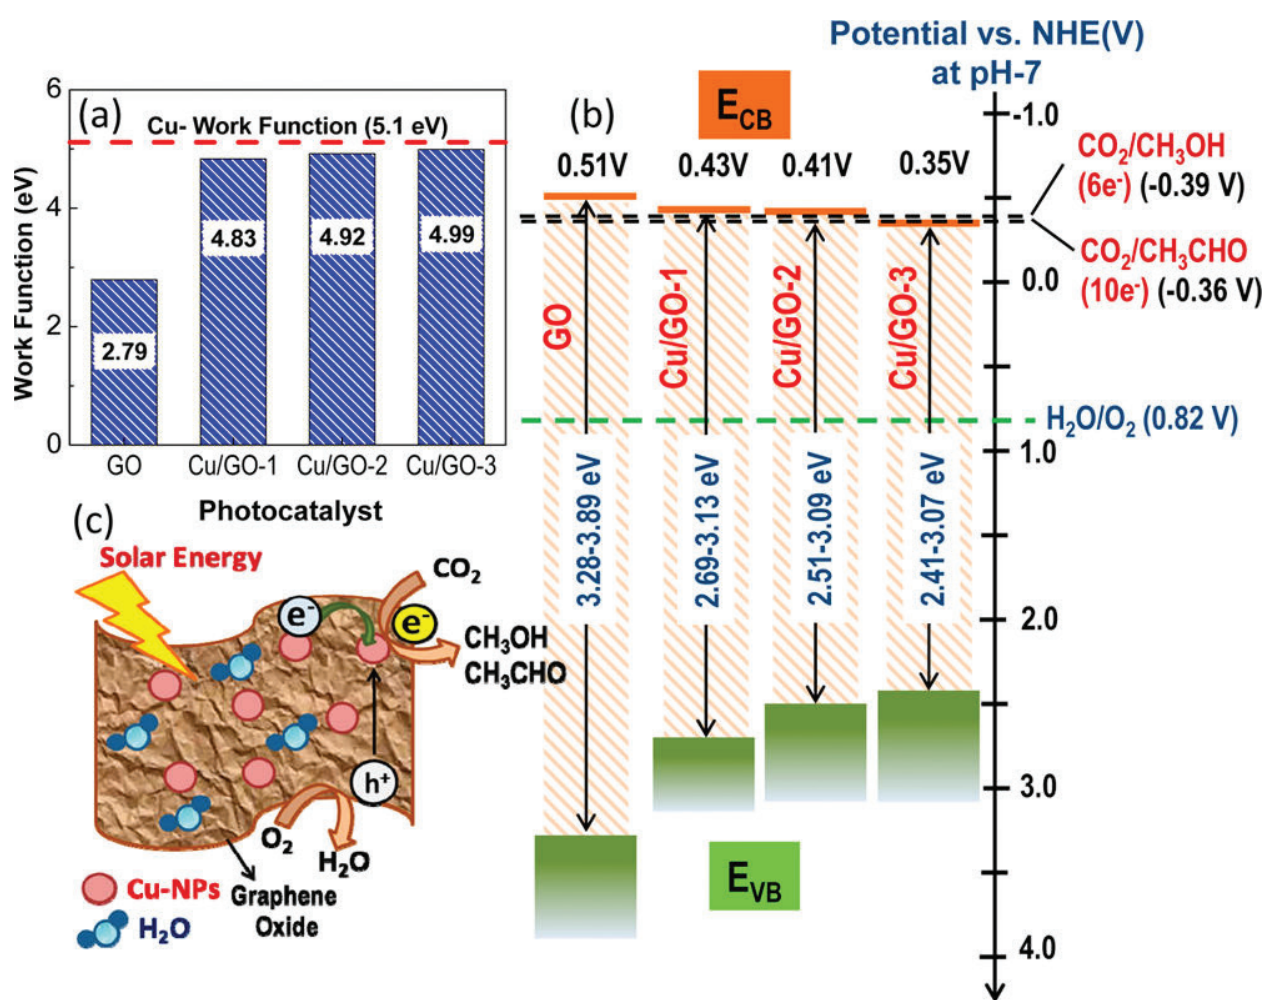 (a)
Cu- Work Function (5.1 eV)
Work Function (eV)
6
4
2
0
2.79
4.83
4.92
4.99
GO
Cu/GO-1
Cu/GO-2
Cu/GO-3
Photocatalyst
(b)
Potential vs. NHE(V)
at pH-7
E_CB
0.51V
0.43V
0.41V
0.35V
GO
Cu/GO-1
Cu/GO-2
Cu/GO-3
3.28-3.89 eV
2.69-3.13 eV
2.51-3.09 eV
2.41-3.07 eV
E_VB
-1.0
0.0
1.0
2.0
3.0
4.0
CO₂/CH₃OH
(6e⁻) (-0.39 V)
CO₂/CH₃CHO
(10e⁻) (-0.36 V)
H₂O/O₂ (0.82 V)
(c)
Solar Energy
CO₂
e⁻
e⁻
CH₃OH
CH₃CHO
h⁺
O₂
H₂O
Graphene
Oxide
Cu-NPs
H₂O